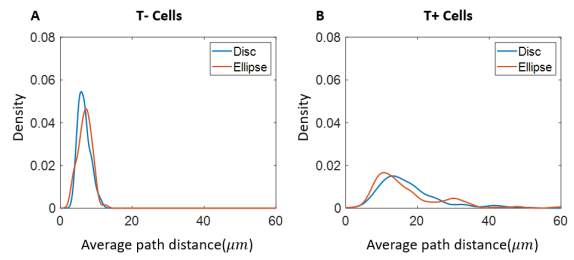 A T- Cells
0.08
0.06
0.04
0.02
0
0 20 40 60
Density
Average path distance(μm)
Disc
Ellipse
B T+ Cells
0.08
0.06
0.04
0.02
0
0 20 40 60
Density
Average path distance(μm)
Disc
Ellipse